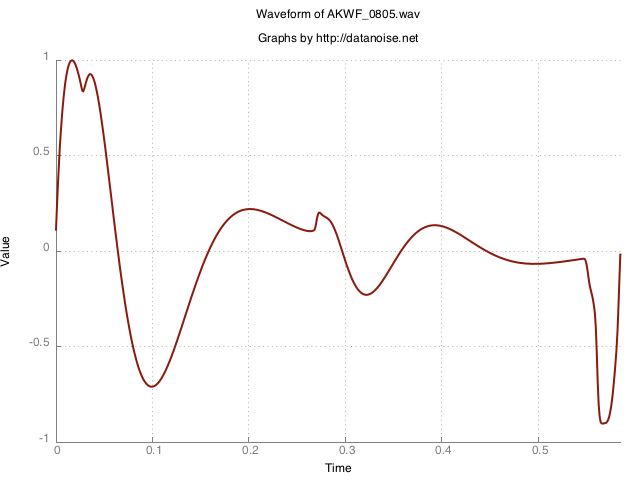 Waveform of AKWF_0805.wav
Graphs by http://datanoise.net
1
0.5
0
-0.5
-1
Value
0 0.1 0.2 0.3 0.4 0.5
Time